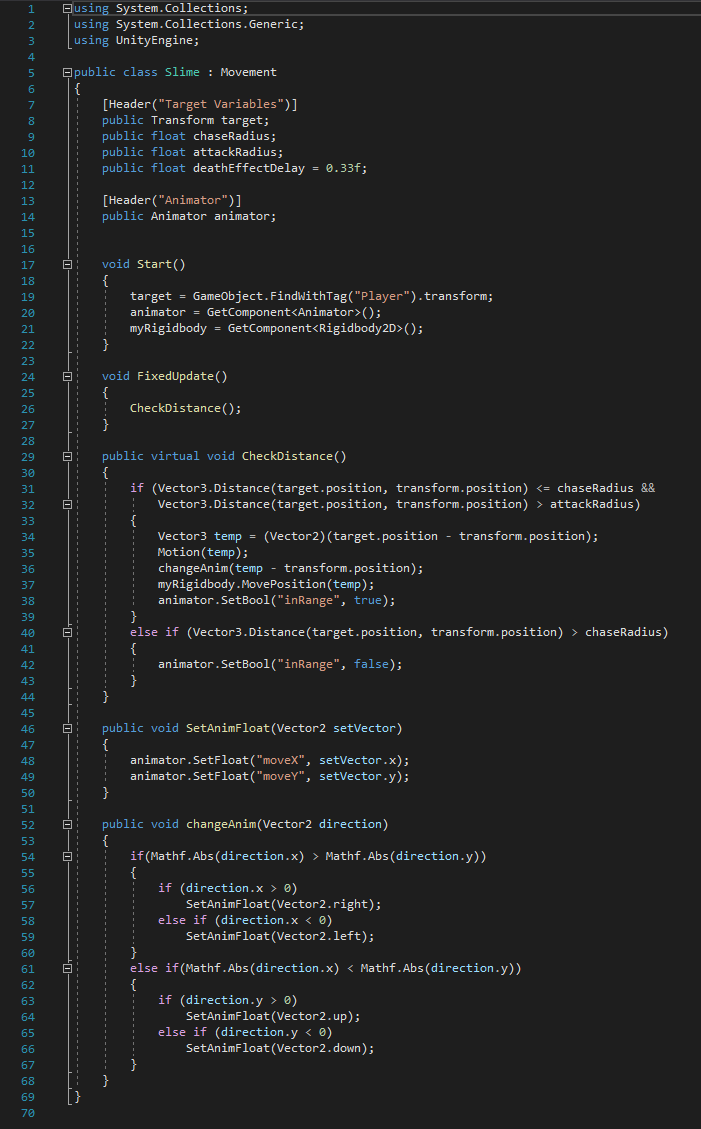 1 using System.Collections;
2 using System.Collections.Generic;
3 using UnityEngine;
4
5 public class Slime : Movement
6 {
7 [Header("Target Variables")]
8 public Transform target;
9 public float chaseRadius;
10 public float attackRadius;
11 public float deathEffectDelay = 0.33f;
12
13 [Header("Animator")]
14 public Animator animator;
15
16
17 void Start()
18 {
19 target = GameObject.FindWithTag("Player").transform;
20 animator = GetComponent<Animator>();
21 myRigidbody = GetComponent<Rigidbody2D>();
22 }
23
24 void FixedUpdate()
25 {
26 CheckDistance();
27 }
28
29 public virtual void CheckDistance()
30 {
31 if (Vector3.Distance(target.position, transform.position) <= chaseRadius &&
32 Vector3.Distance(target.position, transform.position) > attackRadius)
33 {
34 Vector3 temp = (Vector2)(target.position - transform.position);
35 Motion(temp);
36 changeAnim(temp - transform.position);
37 myRigidbody.MovePosition(temp);
38 animator.SetBool("inRange", true);
39 }
40 else if (Vector3.Distance(target.position, transform.position) > chaseRadius)
41 {
42 animator.SetBool("inRange", false);
43 }
44 }
45
46 public void SetAnimFloat(Vector2 setVector)
47 {
48 animator.SetFloat("moveX", setVector.x);
49 animator.SetFloat("moveY", setVector.y);
50 }
51
52 public void changeAnim(Vector2 direction)
53 {
54 if(Mathf.Abs(direction.x) > Mathf.Abs(direction.y))
55 {
56 if (direction.x > 0)
57 SetAnimFloat(Vector2.right);
58 else if (direction.x < 0)
59 SetAnimFloat(Vector2.left);
60 }
61 else if(Mathf.Abs(direction.x) < Mathf.Abs(direction.y))
62 {
63 if (direction.y > 0)
64 SetAnimFloat(Vector2.up);
65 else if (direction.y < 0)
66 SetAnimFloat(Vector2.down);
67 }
68 }
69 }
70